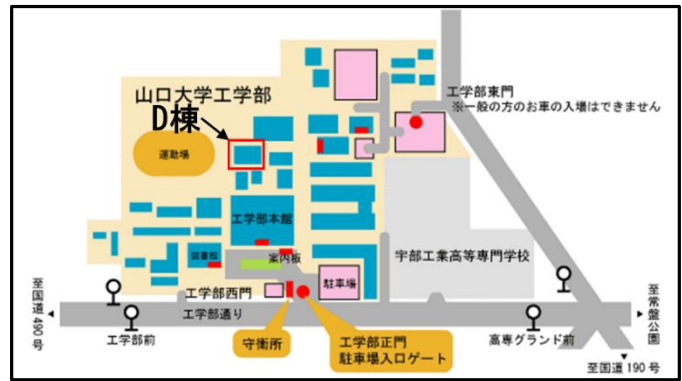 山口大学工学部
D棟
運動場
工学部東門
※一般の方のお車の入場はできません
工学部本館
図書館
案内板
駐車場
宇部工業高等専門学校
至国道490号
工学部西門
工学部通り
工学部前
守衛所
工学部正門
駐車場入口ゲート
高専グランド前
至常盤公園
至国道190号